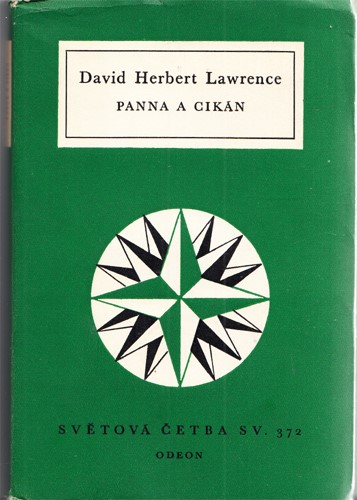 David Herbert Lawrence
PANNA A CIKÁN
SVĚTOVÁ ČETBA SV. 372
ODEON